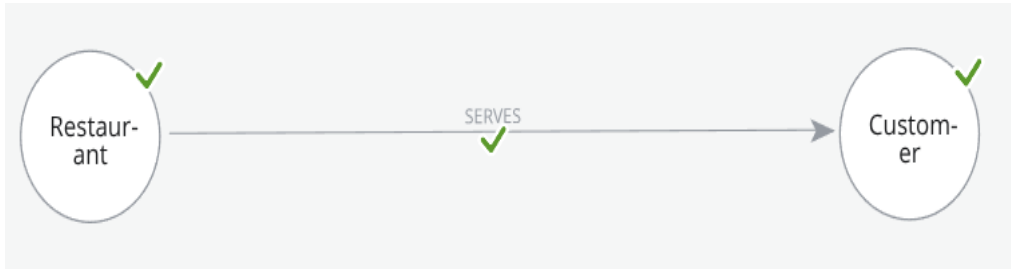 Restaur-
ant
SERVES
Custom-
er